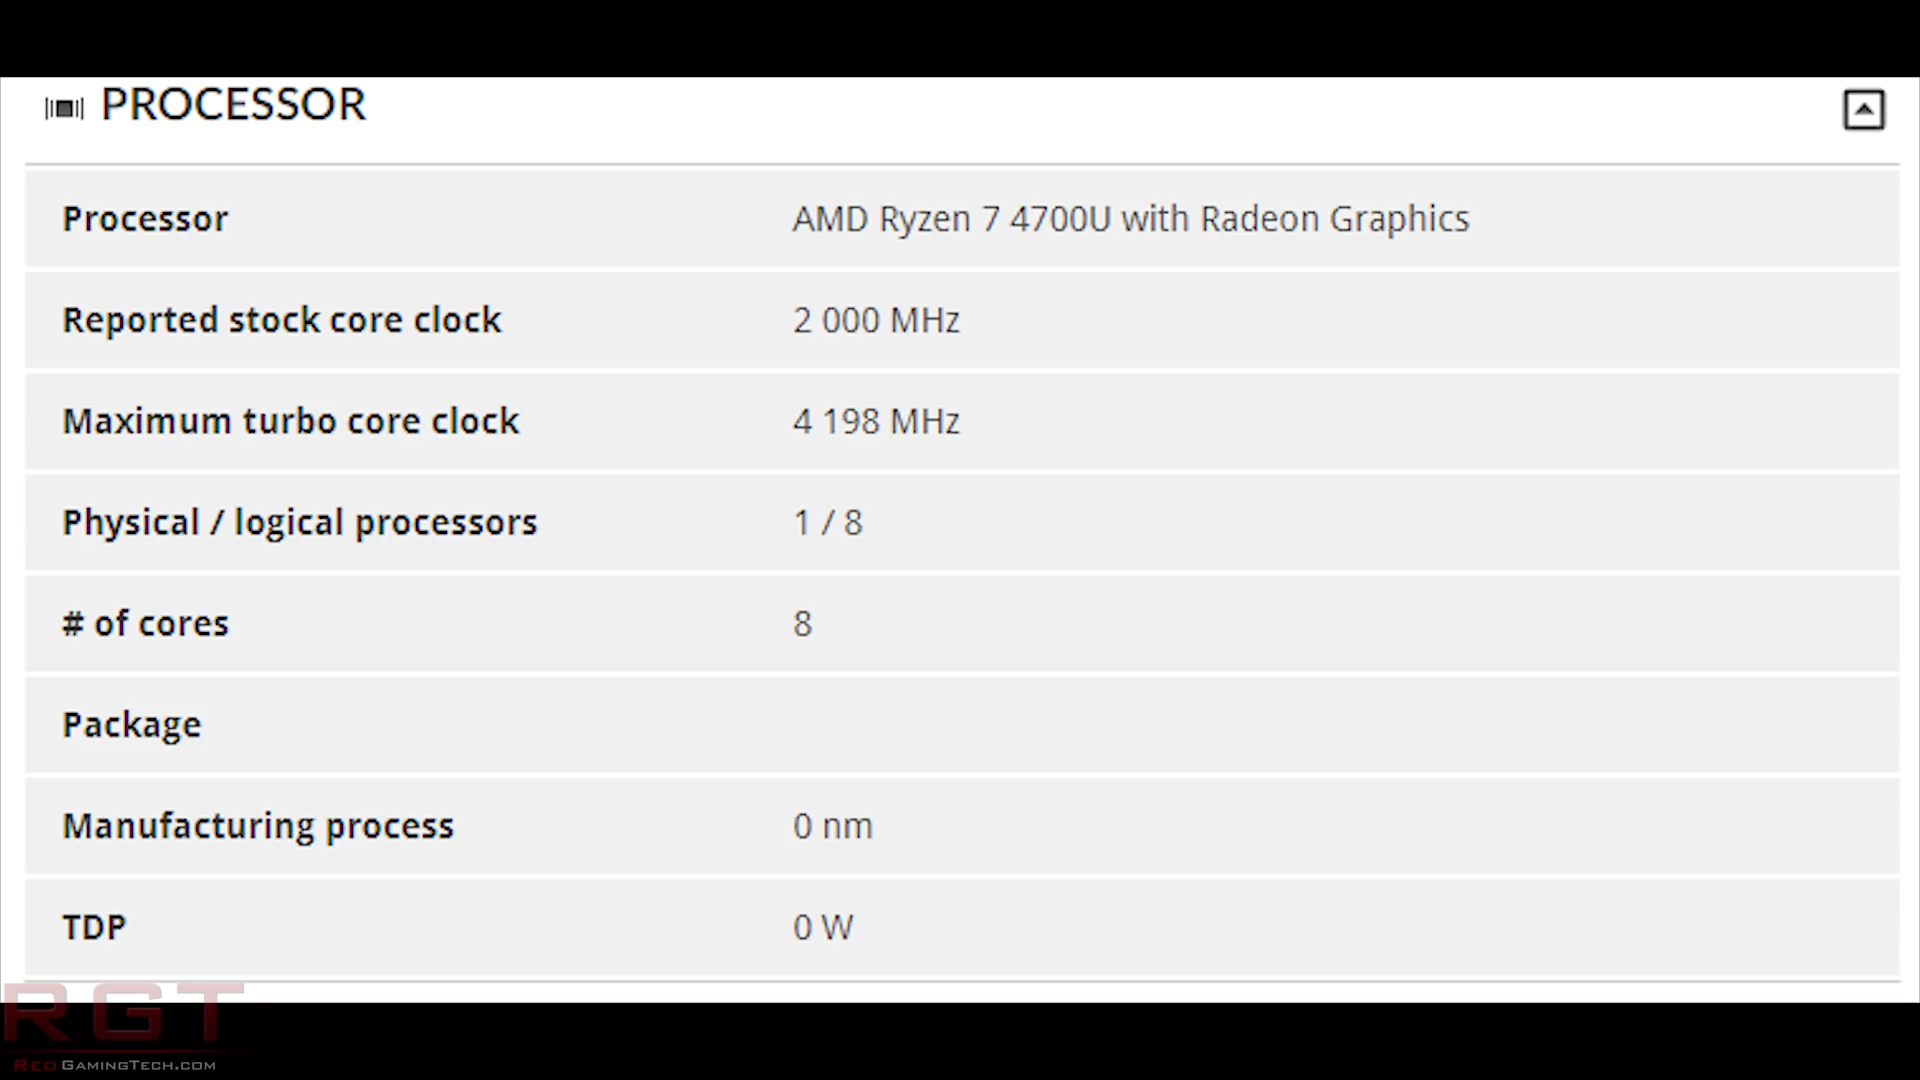 PROCESSOR
Processor AMD Ryzen 7 4700U with Radeon Graphics
Reported stock core clock 2 000 MHz
Maximum turbo core clock 4 198 MHz
Physical / logical processors 1 / 8
# of cores 8
Package
Manufacturing process 0 nm
TDP 0 W
RGT
RedGamingTech.com